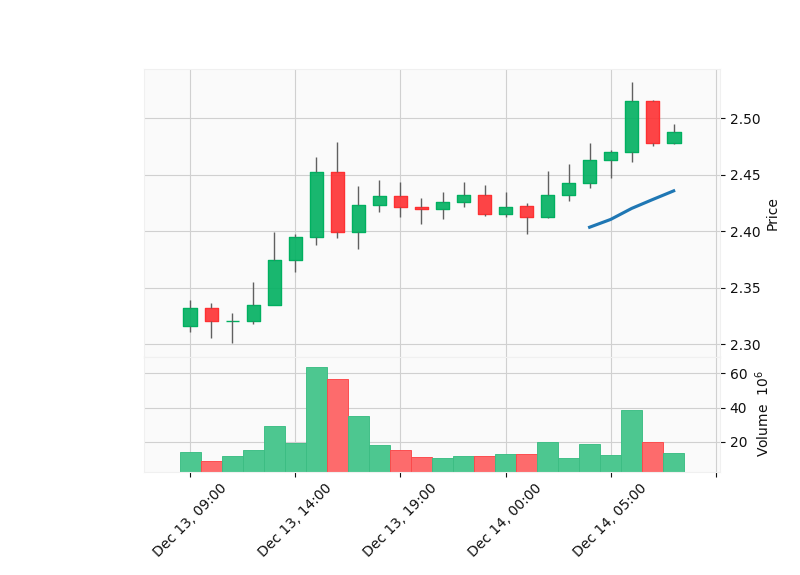 2.50
2.45
2.40
2.35
2.30
Price
60
40
20
Volume 10^6
Dec 13, 09:00
Dec 13, 14:00
Dec 13, 19:00
Dec 14, 00:00
Dec 14, 05:00